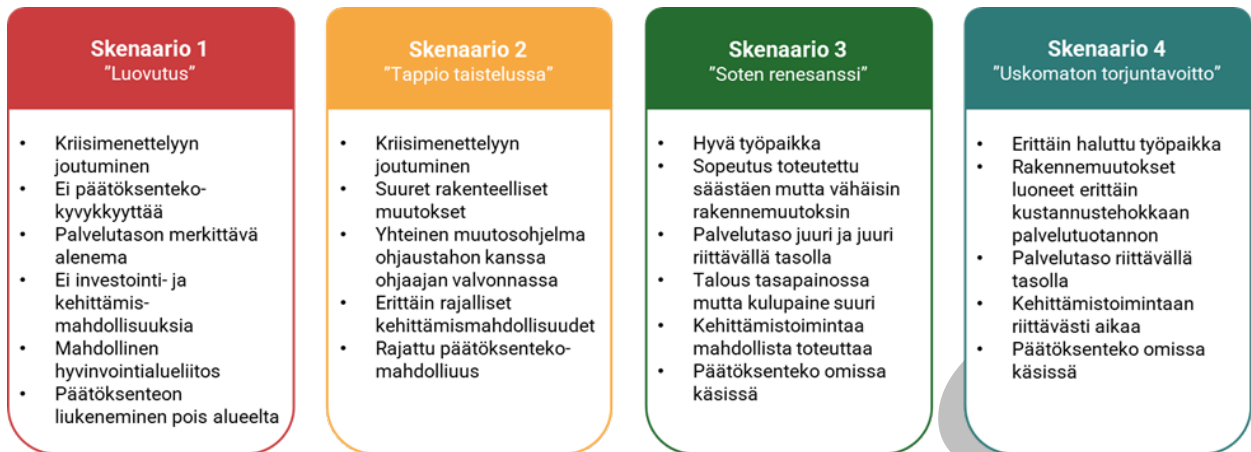 Skenaario 1
"Luovutus"
• Kriisimenettelyyn
joutuminen
• Ei päätöksenteko-
kyvykkyyttää
• Palvelutason merkittävä
alenema
• Ei investointi- ja
kehittämis-
mahdollisuuksia
• Mahdollinen
hyvinvointialueliitos
• Päätöksenteon
liukeneminen pois alueelta
Skenaario 2
"Tappio taistelussa"
• Kriisimenettelyyn
joutuminen
• Suuret rakenteelliset
muutokset
• Yhteinen muutosohjelma
ohjaustahon kanssa
ohjaajan valvonnassa
• Erittäin rajalliset
kehittämismahdollisuudet
• Rajattu päätöksenteko-
mahdolliuus
Skenaario 3
"Soten renesanssi"
• Hyvä työpaikka
• Sopeutus toteutettu
säästäen mutta vähäisin
rakennemuutoksin
• Palvelutaso juuri ja juuri
riittävällä tasolla
• Talous tasapainossa
mutta kulupaine suuri
• Kehittämistoimintaa
mahdollista toteuttaa
• Päätöksenteko omissa
käsissä
Skenaario 4
"Uskomaton torjuntavoitto"
• Erittäin haluttu työpaikka
• Rakennemuutokset
luoneet erittäin
kustannustehokkaan
palvelutuotannon
• Palvelutaso riittävällä
tasolla
• Kehittämistoimintaan
riittävästi aikaa
• Päätöksenteko omissa
käsissä